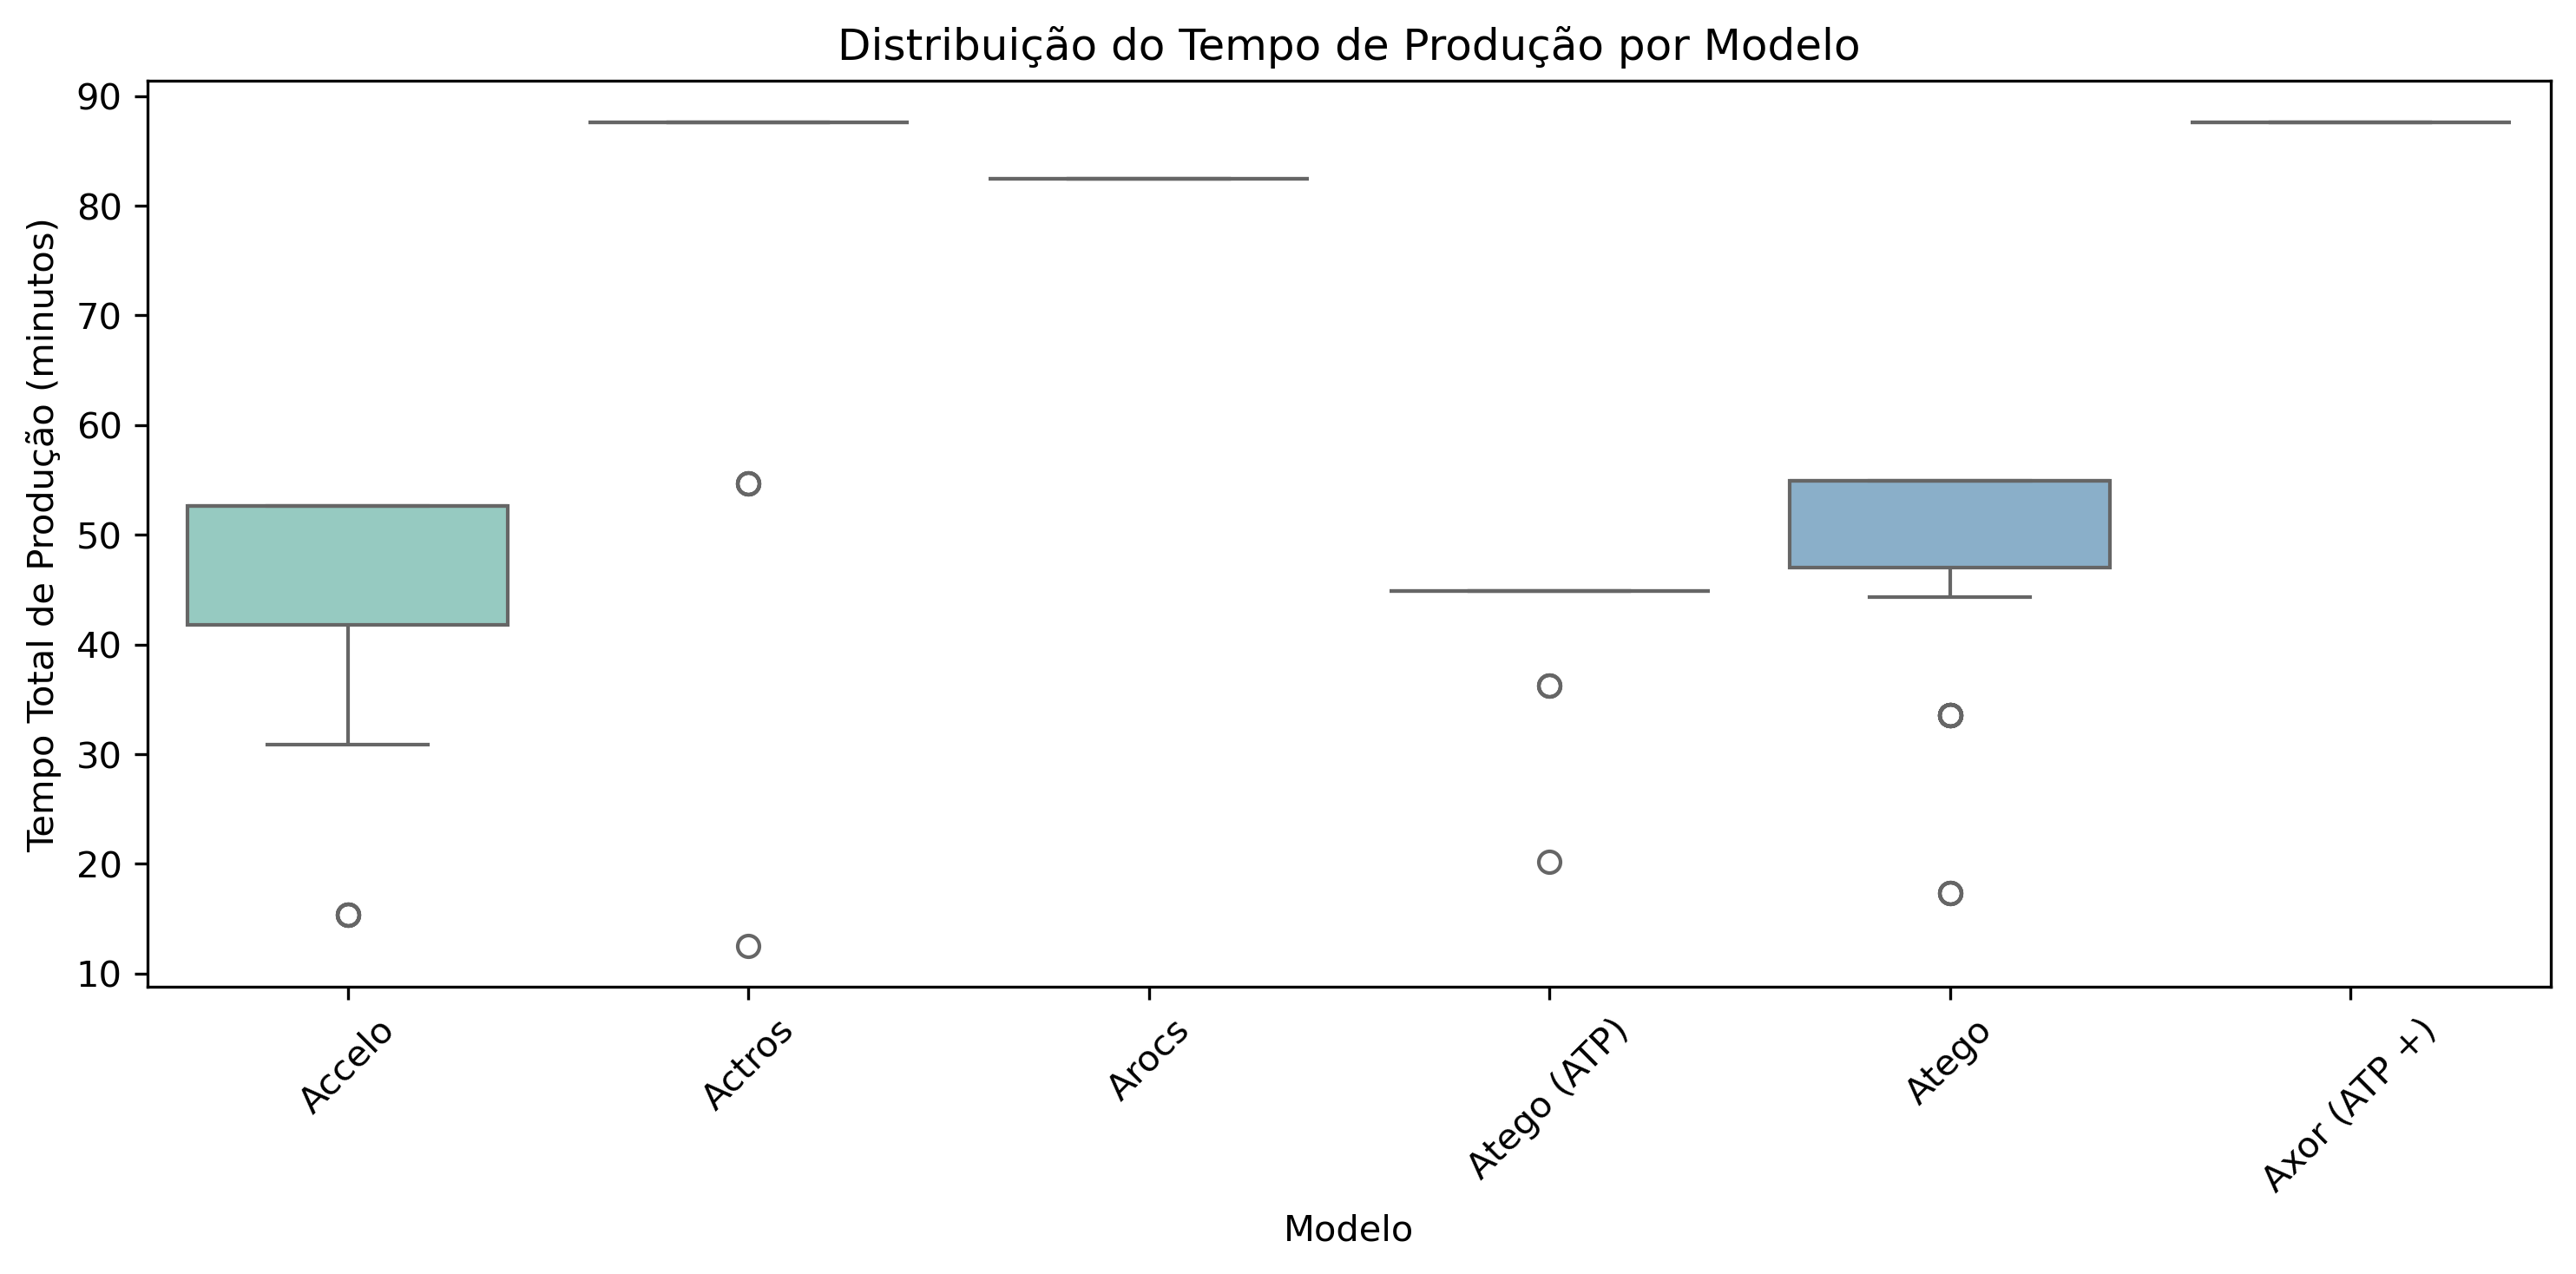 Distribuição do Tempo de Produção por Modelo
Tempo Total de Produção (minutos)
90
80
70
60
50
40
30
20
10
Accelo
Actros
Arocs
Atego (ATP)
Atego
Axor (ATP +)
Modelo